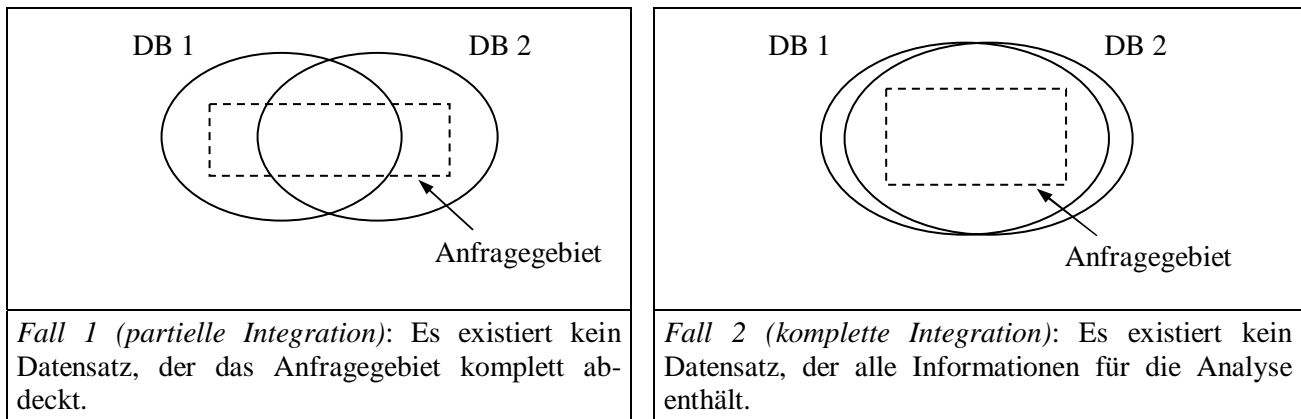 DB 1
DB 2
Anfragegebiet
Fall 1 (partielle Integration): Es existiert kein
Datensatz, der das Anfragegebiet komplett ab-
deckt.
DB 1
DB 2
Anfragegebiet
Fall 2 (komplette Integration): Es existiert kein
Datensatz, der alle Informationen für die Analyse
enthält.